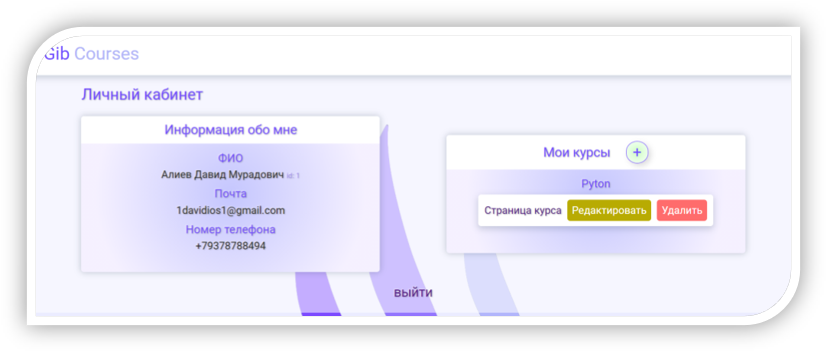 Gib Courses
Личный кабинет
Информация обо мне
ФИО
Алиев Давид Мурадович id: 1
Почта
1davidios1@gmail.com
Номер телефона
+79378788494
Мои курсы +
Pyton
Страница курса Редактировать Удалить
выйти